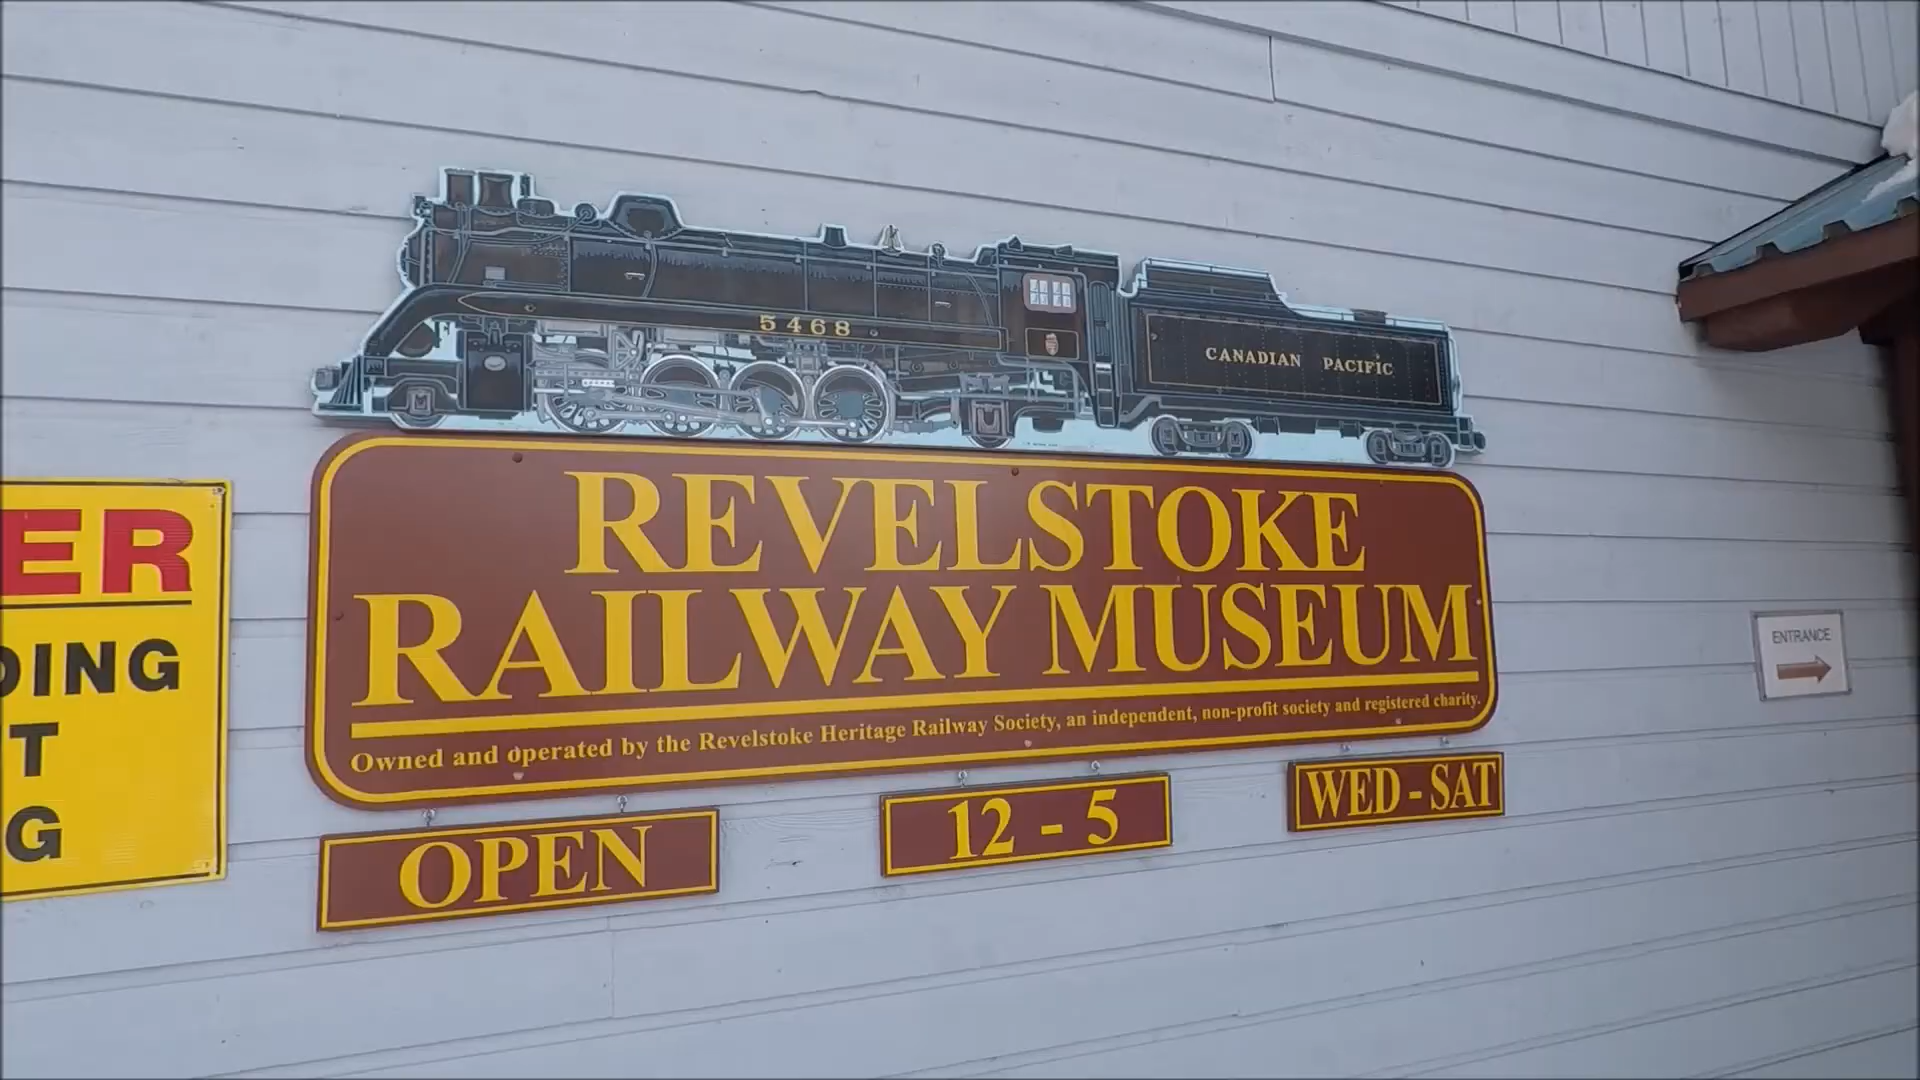 5468
CANADIAN PACIFIC
REVELSTOKE
RAILWAY MUSEUM
Owned and operated by the Revelstoke Heritage Railway Society, an independent, non-profit society and registered charity.
OPEN
12 - 5
WED - SAT
ENTRANCE
ER
DING
T
G